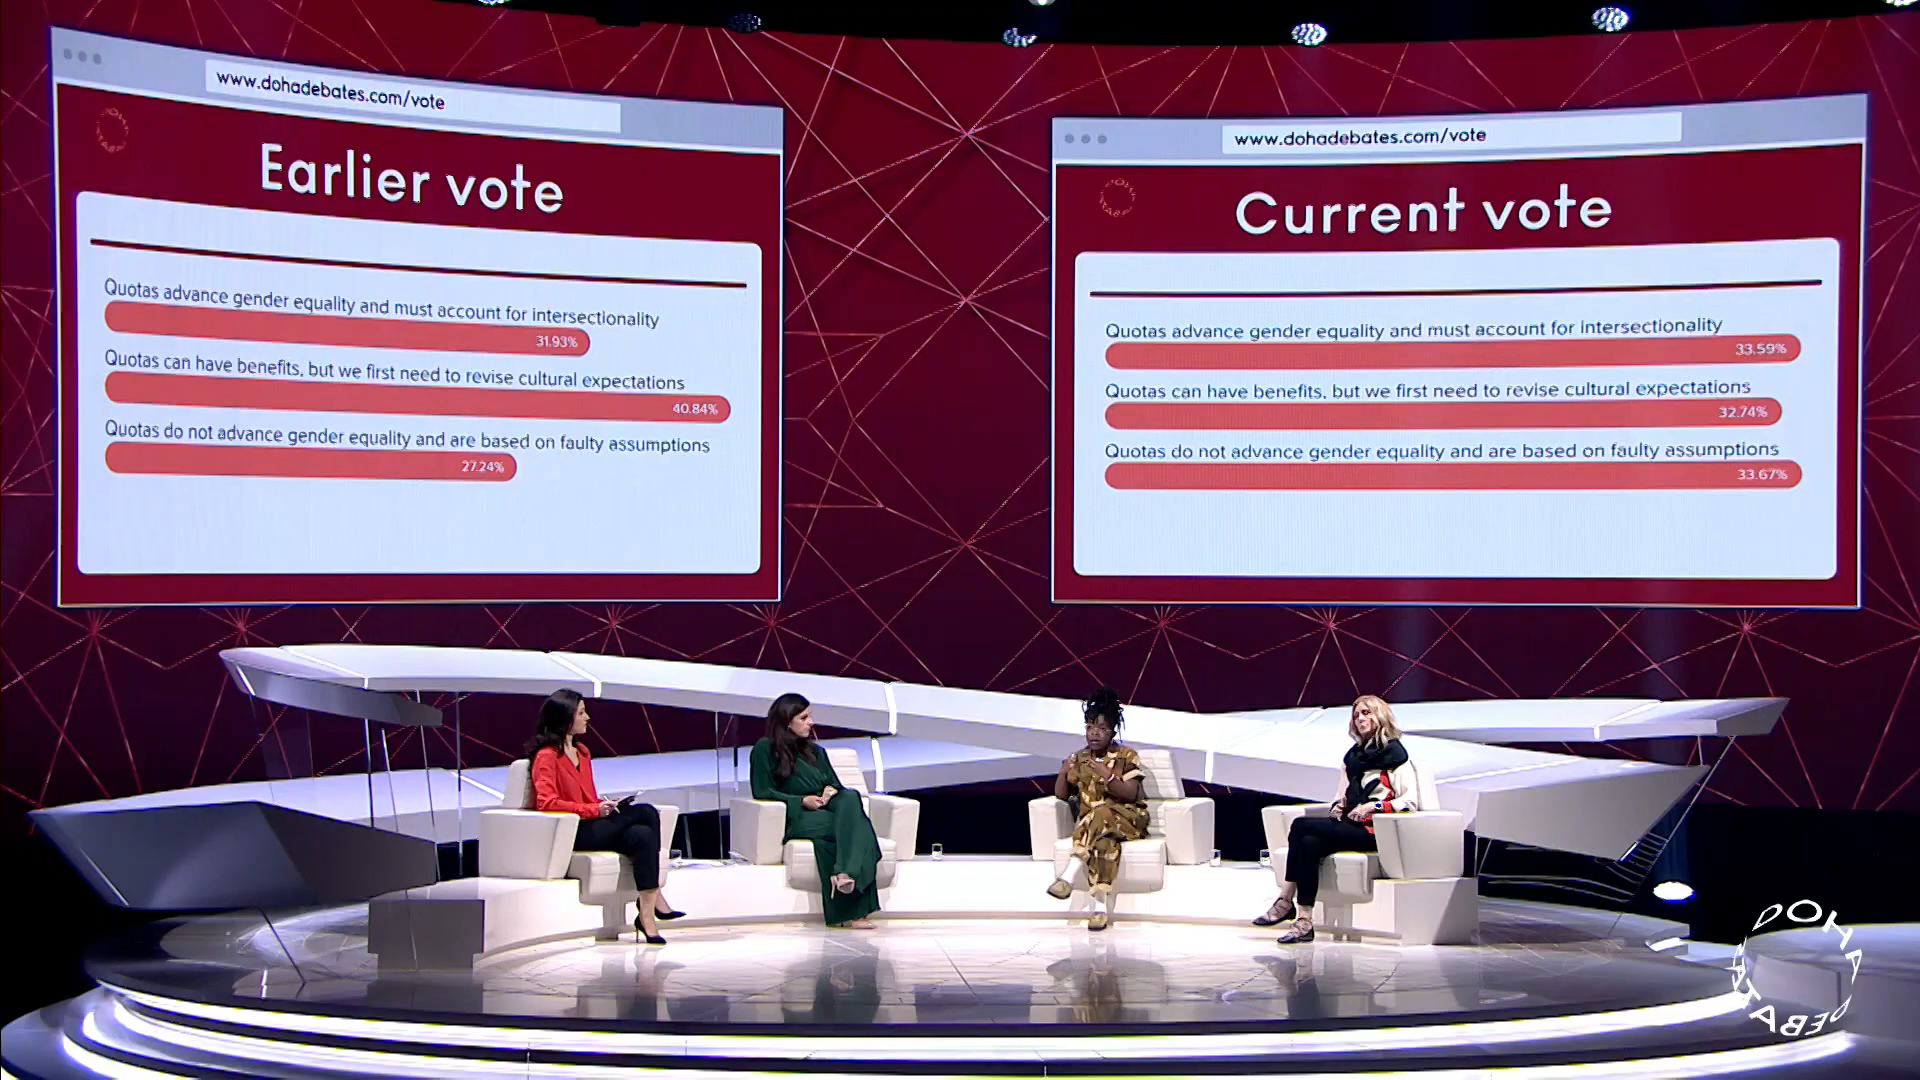 www.dohadebates.com/vote
Earlier vote
Quotas advance gender equality and must account for intersectionality
31.93%
Quotas can have benefits, but we first need to revise cultural expectations
40.84%
Quotas do not advance gender equality and are based on faulty assumptions
27.24%
www.dohadebates.com/vote
Current vote
Quotas advance gender equality and must account for intersectionality
33.59%
Quotas can have benefits, but we first need to revise cultural expectations
32.74%
Quotas do not advance gender equality and are based on faulty assumptions
33.67%
DOHA
DEBATA